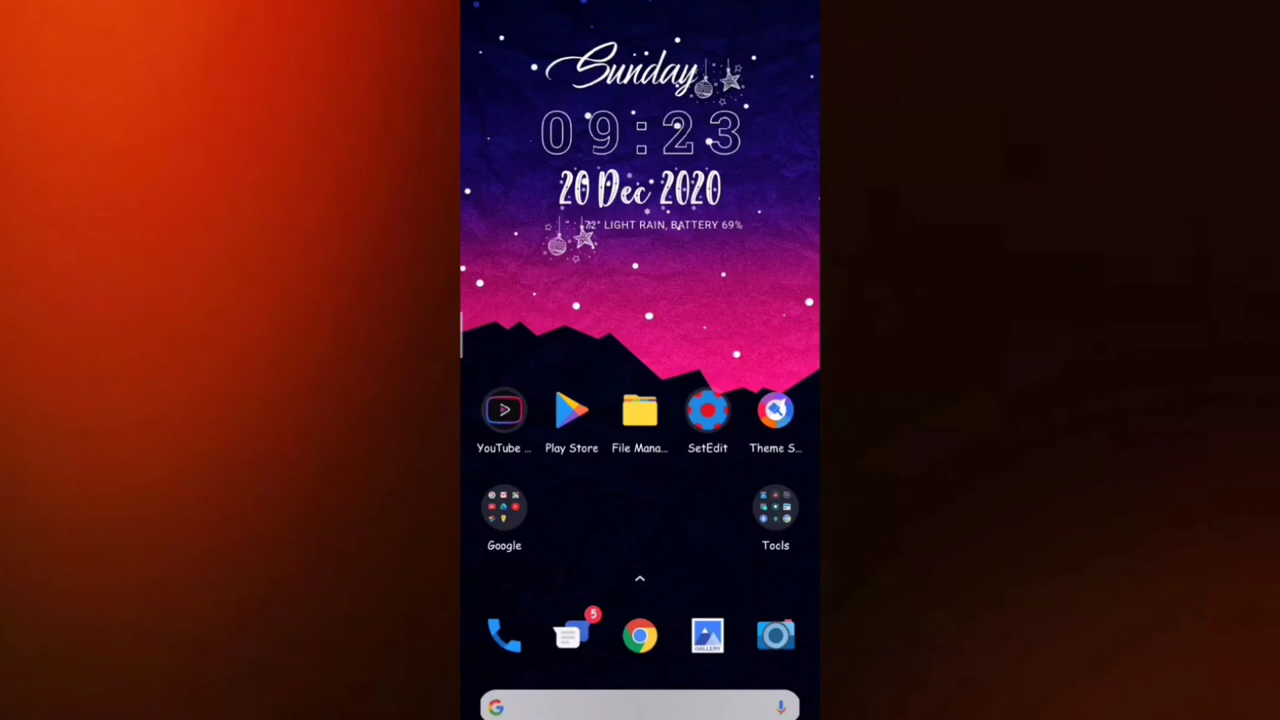 Sunday
09:23
20 Dec 2020
72° LIGHT RAIN, BATTERY 69%
YouTube ... Play Store File Mana... SetEdit Theme S...
Google Tools
5
GALLERY